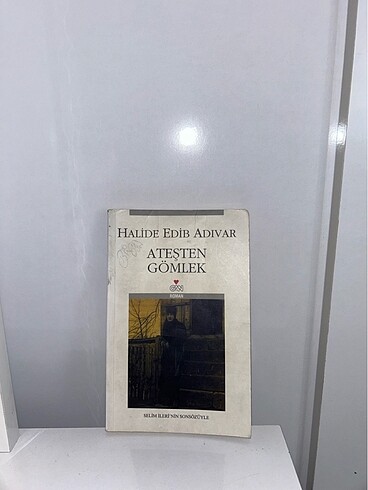 HALİDE EDİB ADIVAR
ATEŞTEN
GÖMLEK
ROMAN
SELİM İLERİ'NİN SONSÖZÜYLE